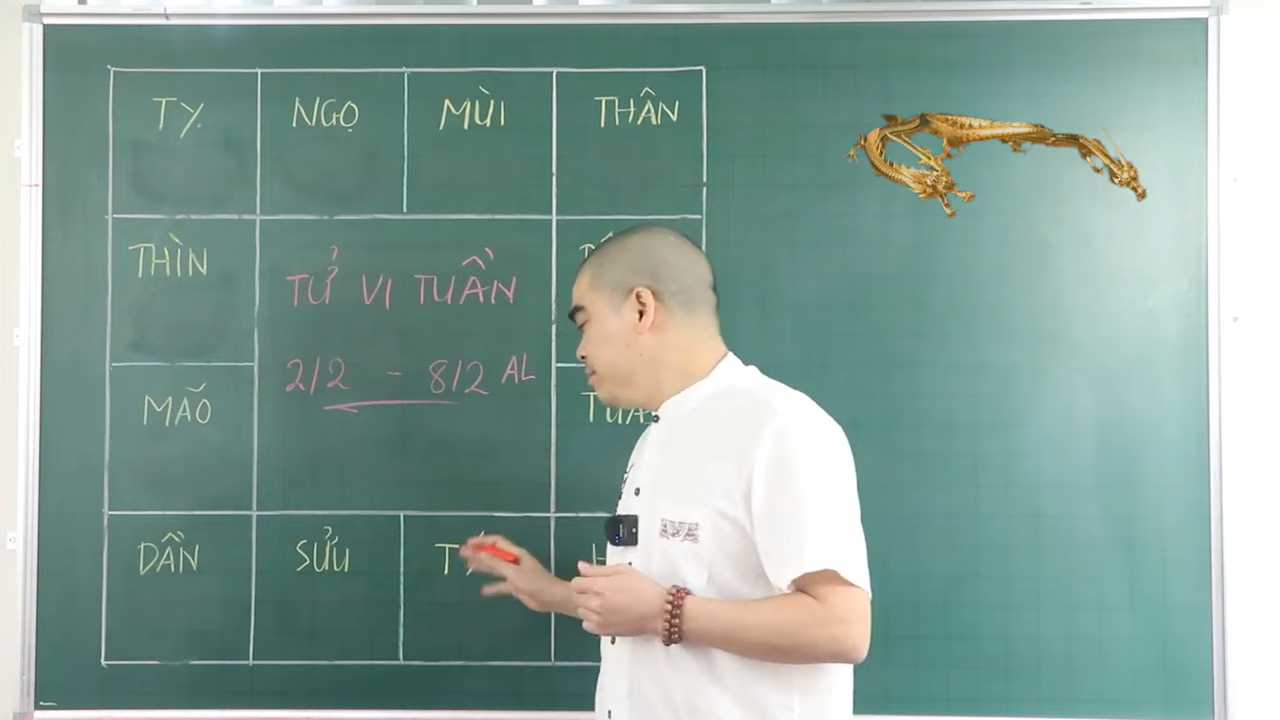 TỴ NGỌ MÙI THÂN
THÌN
TỬ VI TUẦN
2/2 - 8/2 AL
MÃO
DẦN SỬU